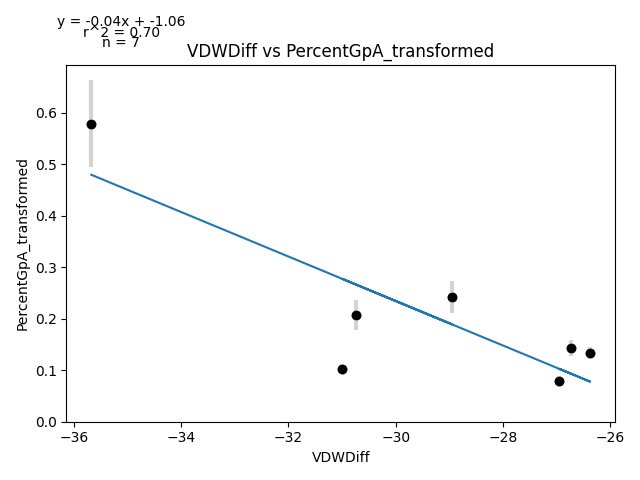 y = -0.04x + -1.06
r^2 = 0.70
n = 7
VDWDiff vs PercentGpA_transformed
PercentGpA_transformed
0.6
0.5
0.4
0.3
0.2
0.1
0.0
−36
−34
−32
−30
−28
−26
VDWDiff